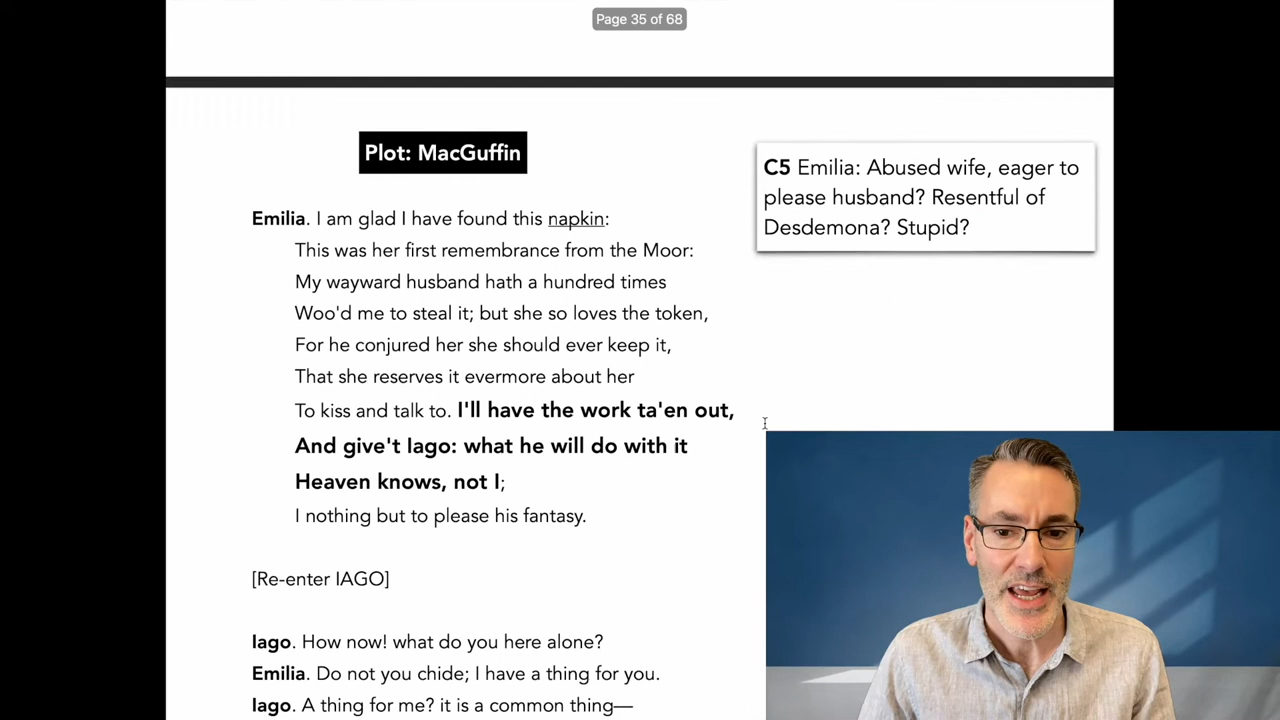 Page 35 of 68
Plot: MacGuffin
C5 Emilia: Abused wife, eager to
please husband? Resentful of
Desdemona? Stupid?
Emilia. I am glad I have found this napkin:
This was her first remembrance from the Moor:
My wayward husband hath a hundred times
Woo'd me to steal it; but she so loves the token,
For he conjured her she should ever keep it,
That she reserves it evermore about her
To kiss and talk to. I'll have the work ta'en out,
And give't Iago: what he will do with it
Heaven knows, not I;
I nothing but to please his fantasy.
[Re-enter IAGO]
Iago. How now! what do you here alone?
Emilia. Do not you chide; I have a thing for you.
Iago. A thing for me? it is a common thing—